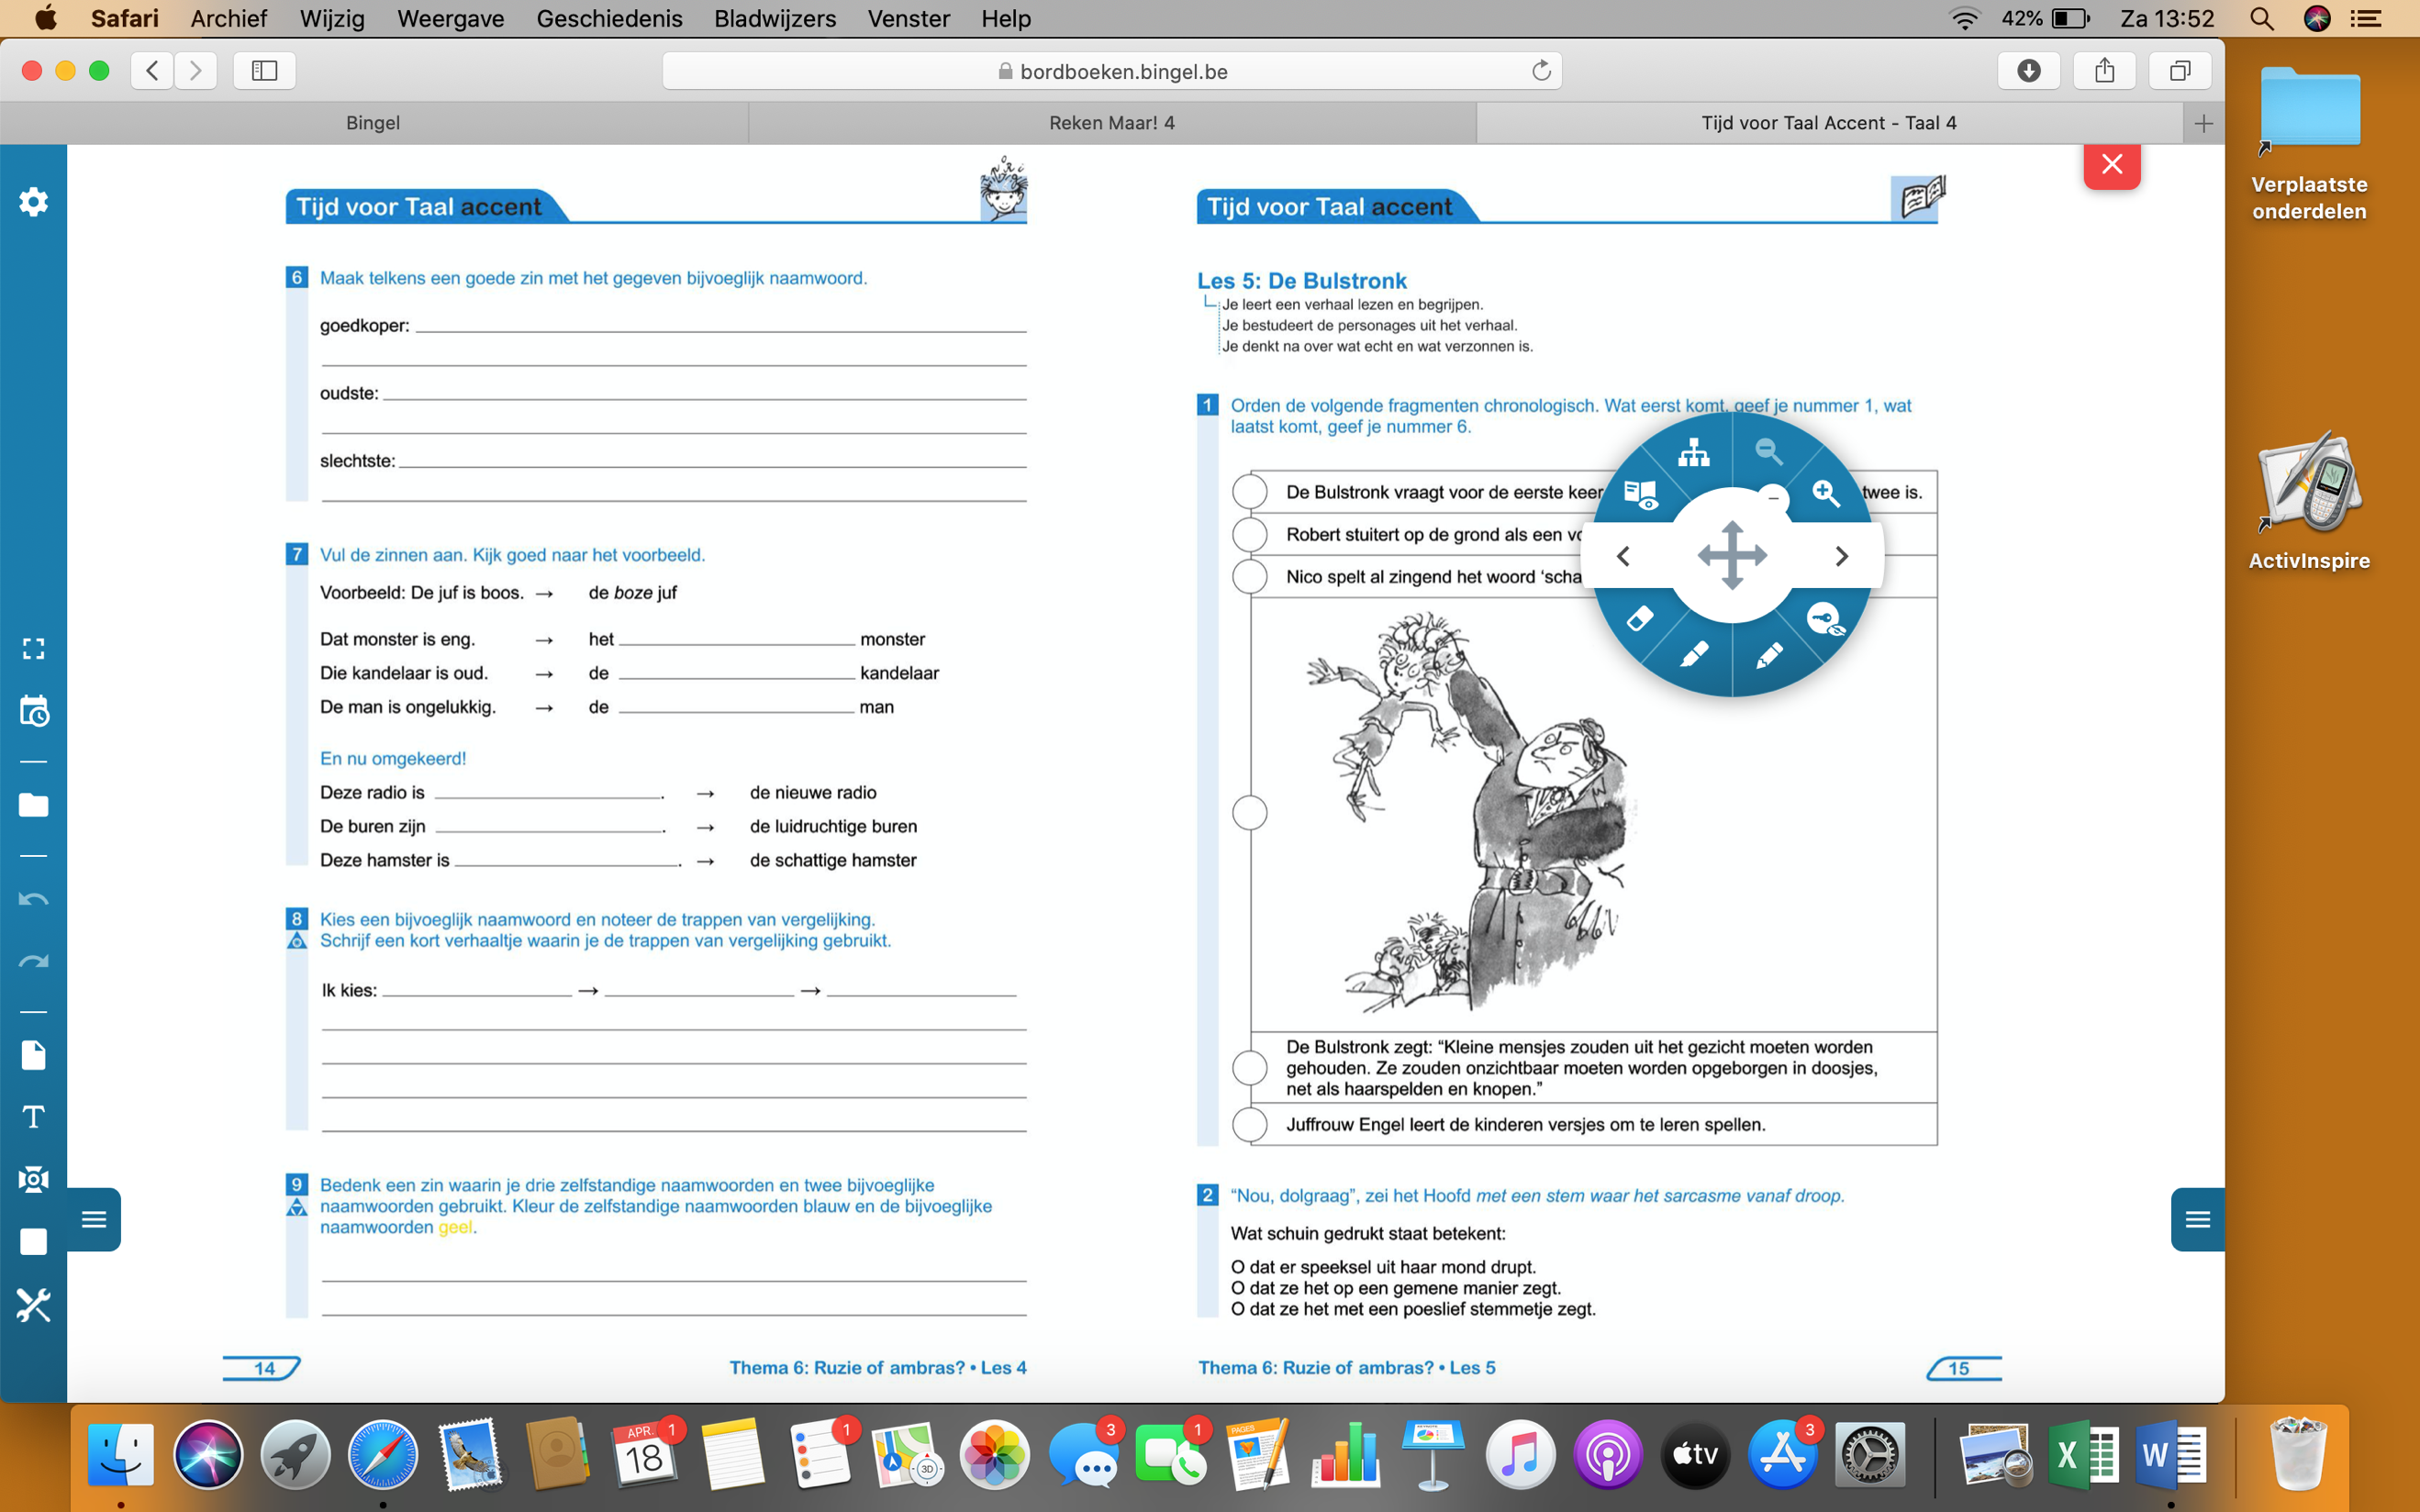 Safari Archief Wijzig Weergave Geschiedenis Bladwijzers Venster Help 42% Za 13:52
bordboeken.bingel.be
Bingel Reken Maar! 4 Tijd voor Taal Accent - Taal 4
Verplaatste
onderdelen
ActivInspire
Tijd voor Taal accent
6 Maak telkens een goede zin met het gegeven bijvoeglijk naamwoord.
goedkoper:
oudste:
slechtste:
7 Vul de zinnen aan. Kijk goed naar het voorbeeld.
Voorbeeld: De juf is boos. → de boze juf
Dat monster is eng. → het monster
Die kandelaar is oud. → de kandelaar
De man is ongelukkig. → de man
En nu omgekeerd!
Deze radio is . → de nieuwe radio
De buren zijn . → de luidruchtige buren
Deze hamster is . → de schattige hamster
8 Kies een bijvoeglijk naamwoord en noteer de trappen van vergelijking.
Schrijf een kort verhaaltje waarin je de trappen van vergelijking gebruikt.
Ik kies: → →
9 Bedenk een zin waarin je drie zelfstandige naamwoorden en twee bijvoeglijke
naamwoorden gebruikt. Kleur de zelfstandige naamwoorden blauw en de bijvoeglijke
naamwoorden geel.
14 Thema 6: Ruzie of ambras? • Les 4
Tijd voor Taal accent
Les 5: De Bulstronk
Je leert een verhaal lezen en begrijpen.
Je bestudeert de personages uit het verhaal.
Je denkt na over wat echt en wat verzonnen is.
1 Orden de volgende fragmenten chronologisch. Wat eerst komt, geef je nummer 1, wat
laatst komt, geef je nummer 6.
De Bulstronk vraagt voor de eerste keer twee is.
Robert stuitert op de grond als een
Nico spelt al zingend het woord
De Bulstronk zegt: “Kleine mensjes zouden uit het gezicht moeten worden
gehouden. Ze zouden onzichtbaar moeten worden opgeborgen in doosjes,
net als haarspelden en knopen.”
Juffrouw Engel leert de kinderen versjes om te leren spellen.
2 “Nou, dolgraag”, zei het Hoofd met een stem waar het sarcasme vanaf droop.
Wat schuin gedrukt staat betekent:
O dat er speeksel uit haar mond drupt.
O dat ze het op een gemene manier zegt.
O dat ze het met een poeslief stemmetje zegt.
Thema 6: Ruzie of ambras? • Les 5 15
T
APR. 18 1 1 3D 3 1 PAGES tv 3 X W